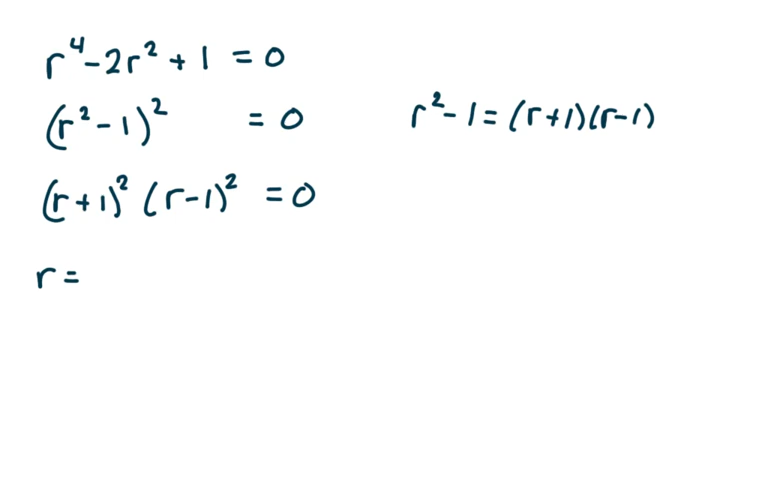 r⁴-2r²+1 = 0
(r²-1)² = 0
r²-1 = (r+1)(r-1)
(r+1)² (r-1)² = 0
r =